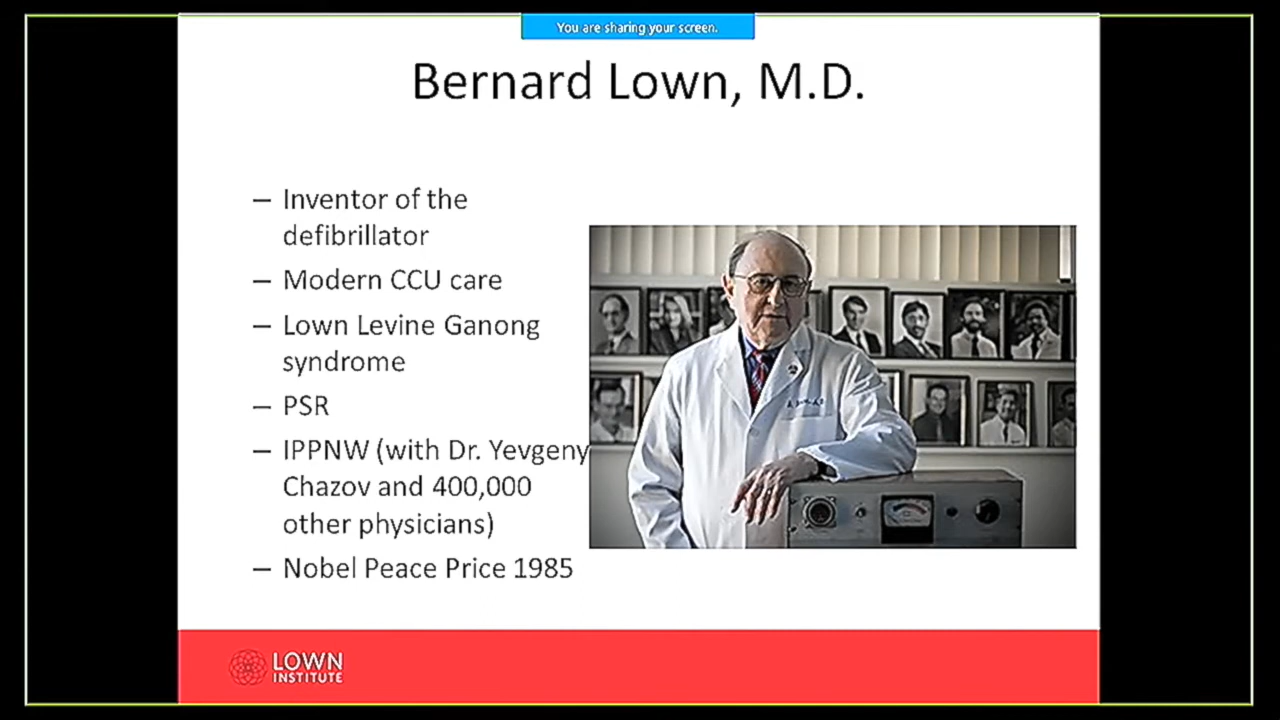 You are sharing your screen.
Bernard Lown, M.D.
– Inventor of the
defibrillator
– Modern CCU care
– Lown Levine Ganong
syndrome
– PSR
– IPPNW (with Dr. Yevgeny
Chazov and 400,000
other physicians)
– Nobel Peace Price 1985
LOWN
INSTITUTE